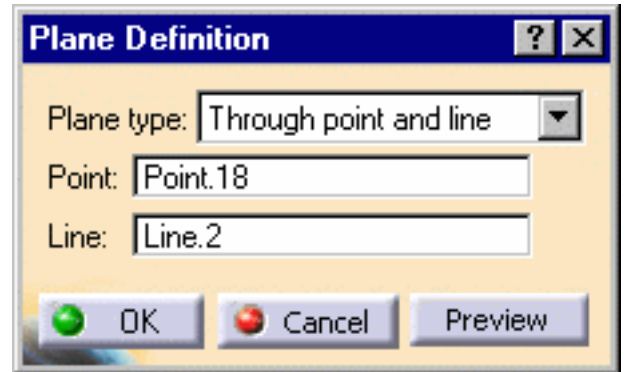 Plane Definition ? X
Plane type: Through point and line
Point: Point.18
Line: Line.2
OK Cancel Preview